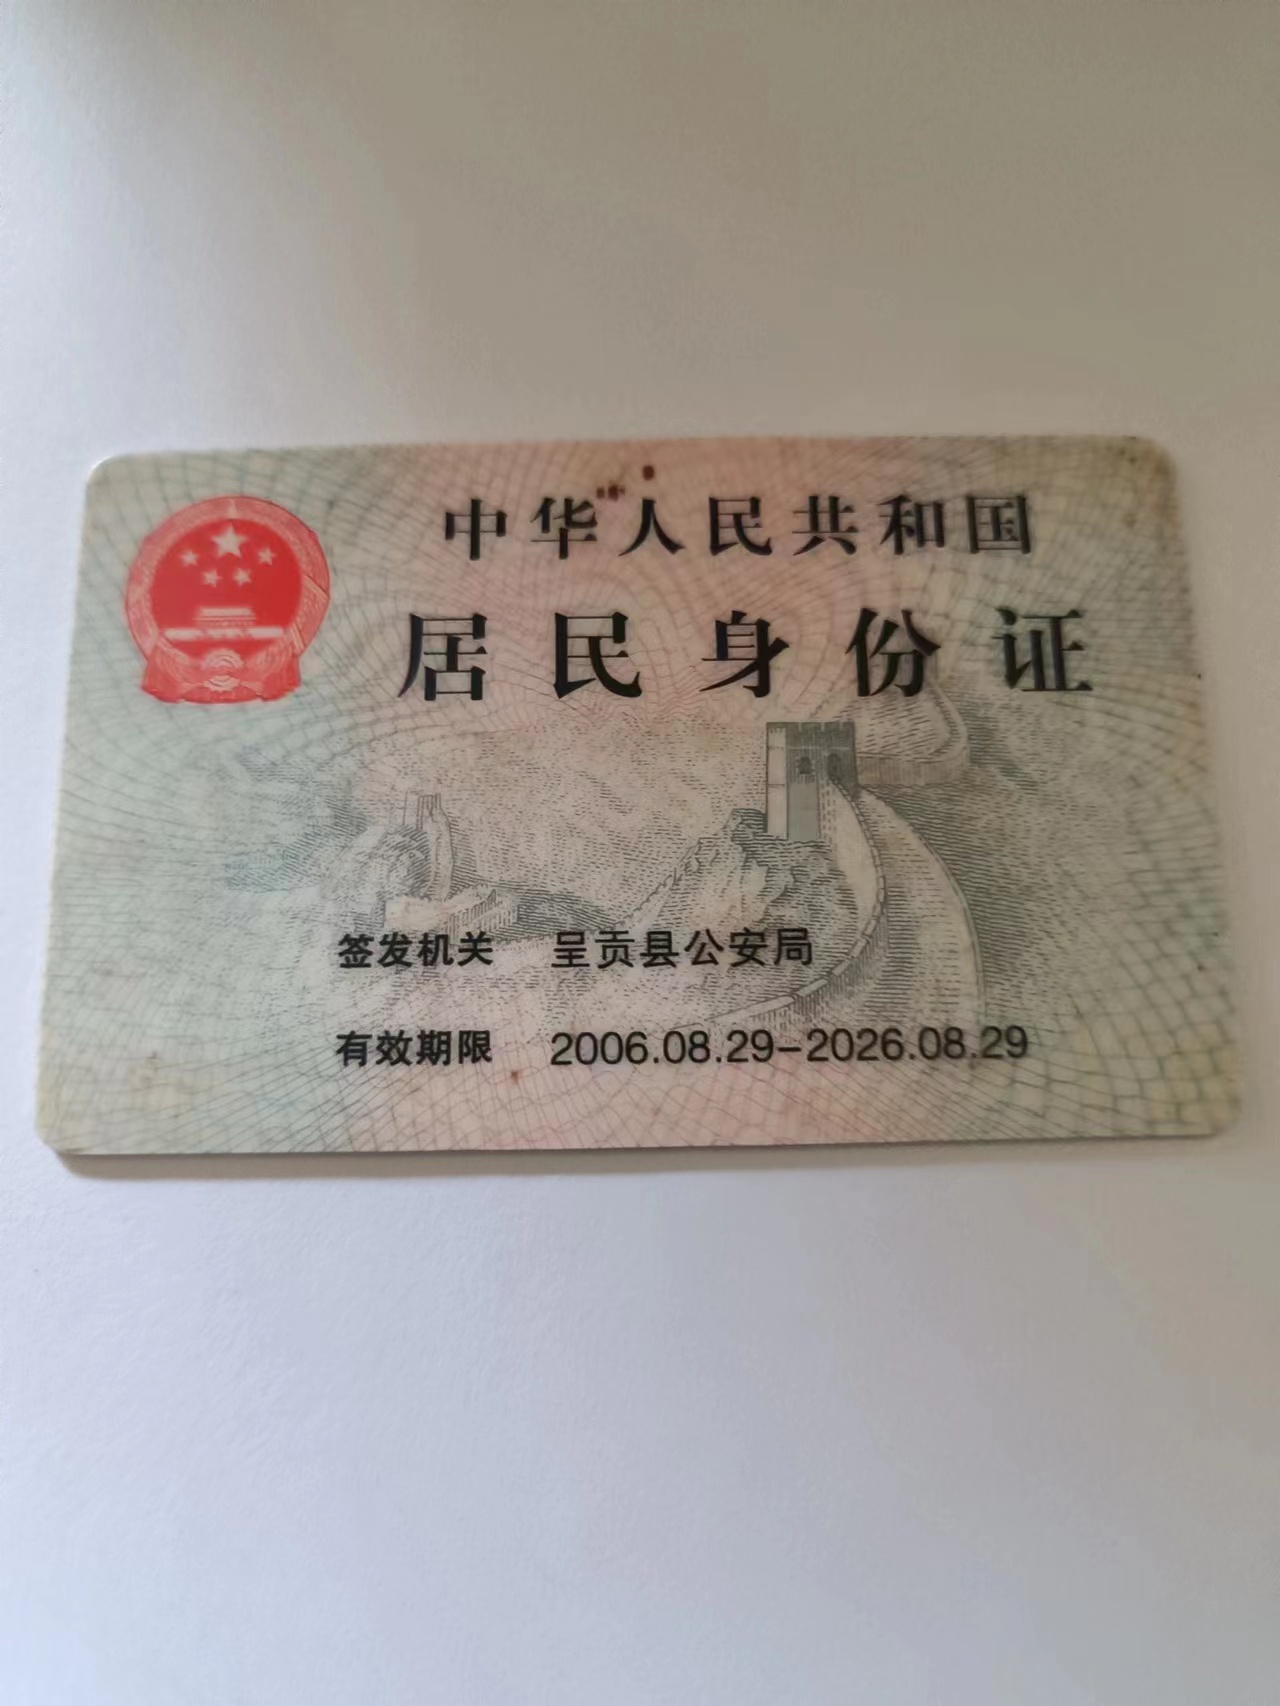 中华人民共和国
居民身份证
签发机关 呈贡县公安局
有效期限 2006.08.29-2026.08.29